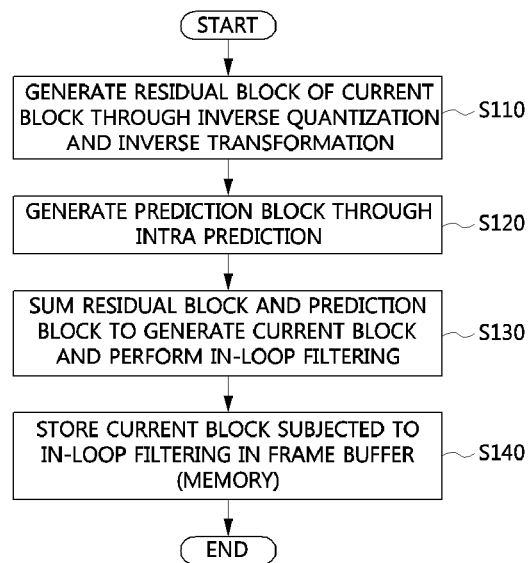 START
GENERATE RESIDUAL BLOCK OF CURRENT
BLOCK THROUGH INVERSE QUANTIZATION
AND INVERSE TRANSFORMATION
S110
GENERATE PREDICTION BLOCK THROUGH
INTRA PREDICTION
S120
SUM RESIDUAL BLOCK AND PREDICTION
BLOCK TO GENERATE CURRENT BLOCK
AND PERFORM IN-LOOP FILTERING
S130
STORE CURRENT BLOCK SUBJECTED TO
IN-LOOP FILTERING IN FRAME BUFFER
(MEMORY)
S140
END